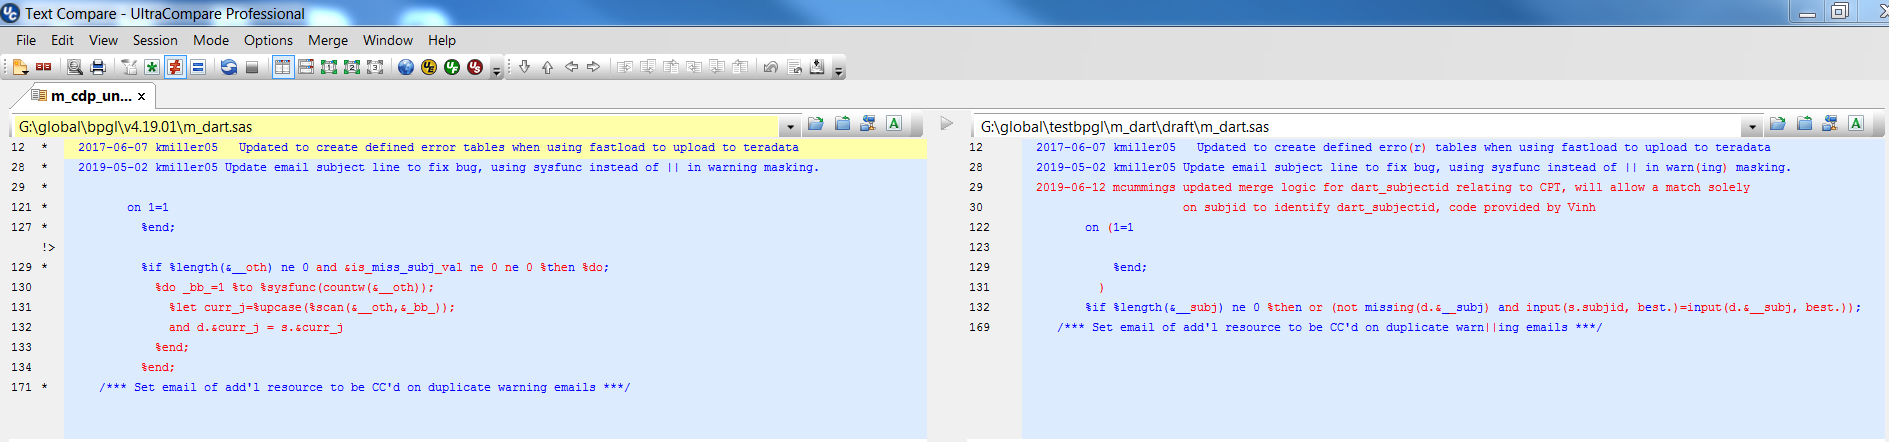 Text Compare - UltraCompare Professional
File Edit View Session Mode Options Merge Window Help
m_cdp_un... x
G:\global\bpgl\v4.19.01\m_dart.sas
12 * 2017-06-07 kmiller05 Updated to create defined error tables when using fastload to upload to teradata
28 * 2019-05-02 kmiller05 Update email subject line to fix bug, using sysfunc instead of || in warning masking.
29 *
121 * on 1=1
127 * %end;
!>
129 * %if %length(&__oth) ne 0 and &is_miss_subj_val ne 0 ne 0 %then %do;
130 %do _bb_=1 %to %sysfunc(countw(&__oth));
131 %let curr_j=%upcase(%scan(&__oth,&_bb_));
132 and d.&curr_j = s.&curr_j
133 %end;
134 %end;
171 * /*** Set email of add'l resource to be CC'd on duplicate warning emails ***/
G:\global\testbpgl\m_dart\draft\m_dart.sas
12 2017-06-07 kmiller05 Updated to create defined erro(r) tables when using fastload to upload to teradata
28 2019-05-02 kmiller05 Update email subject line to fix bug, using sysfunc instead of || in warn(ing) masking.
29 2019-06-12 mcummings updated merge logic for dart_subjectid relating to CPT, will allow a match solely
30 on subjid to identify dart_subjectid, code provided by Vinh
122 on (1=1
123
129 %end;
131 )
132 %if %length(&__subj) ne 0 %then or (not missing(d.&__subj) and input(s.subjid, best.)=input(d.&__subj, best.));
169 /*** Set email of add'l resource to be CC'd on duplicate warn||ing emails ***/